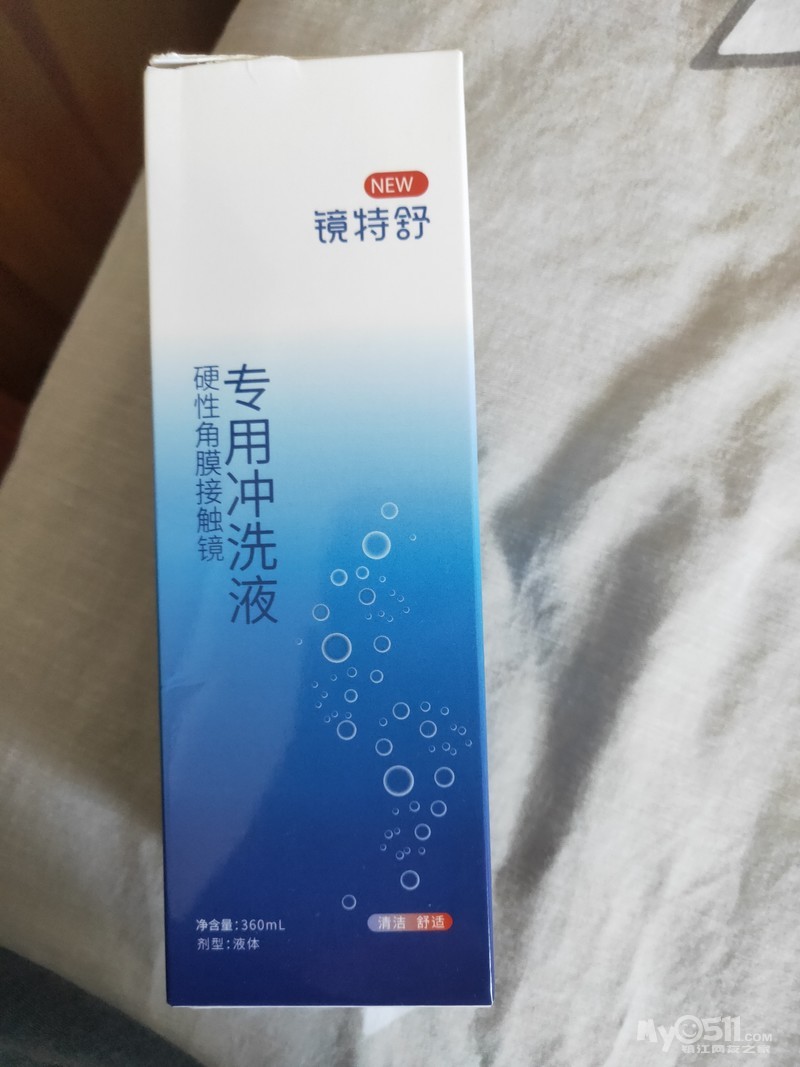 NEW
镜特舒
专用冲洗液
硬性角膜接触镜
净含量:360mL
剂型:液体
清洁 舒适
My0511.COM
镇江网友之家